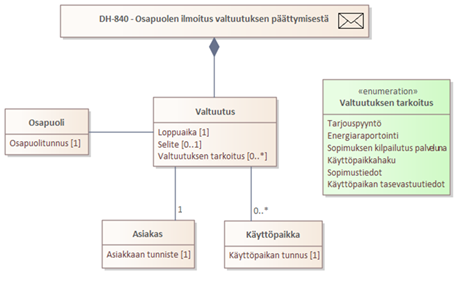 DH-840 - Osapuolen ilmoitus valtuutuksen päättymisestä
Osapuoli
Osapuolitunnus [1]
Valtuutus
Loppuaika [1]
Selite [0..1]
Valtuutuksen tarkoitus [0..*]
«enumeration»
Valtuutuksen tarkoitus
Tarjouspyyntö
Energiaraportointi
Sopimuksen kilpailutus palveluna
Käyttöpaikkahaku
Sopimustiedot
Käyttöpaikan tasevastuutiedot
1
0..*
Asiakas
Asiakkaan tunniste [1]
Käyttöpaikka
Käyttöpaikan tunnus [1]